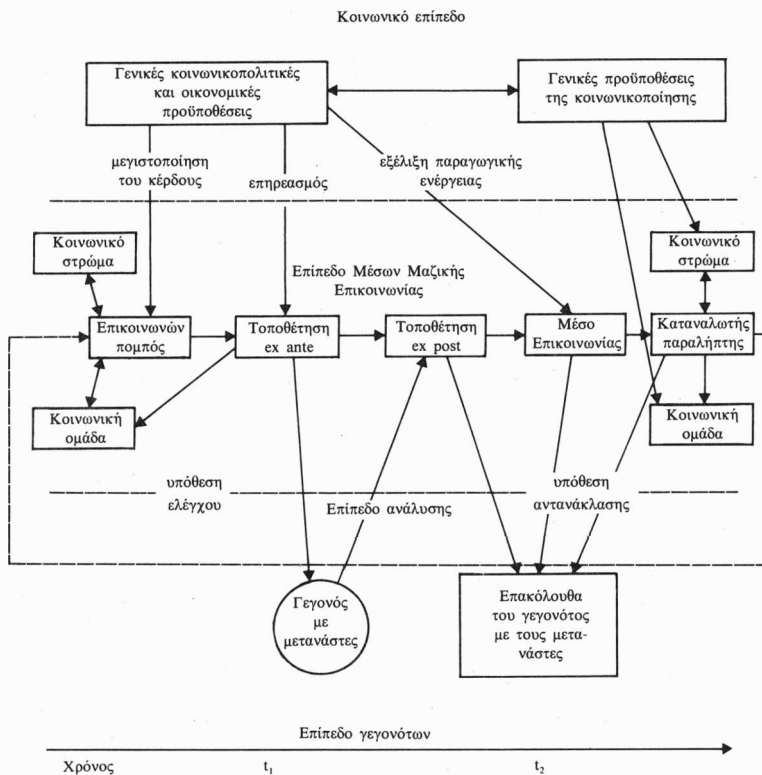 Κοινωνικό επίπεδο
Γενικές κοινωνικοπολιτικές
και οικονομικές
προϋποθέσεις
Γενικές προϋποθέσεις
της κοινωνικοποίησης
μεγιστοποίηση
του κέρδους
επηρεασμός
εξέλιξη παραγωγικής
ενέργειας
Κοινωνικό
στρώμα
Κοινωνικό
στρώμα
Επίπεδο Μέσων Μαζικής
Επικοινωνίας
Επικοινωνών
πομπός
Τοποθέτηση
ex ante
Τοποθέτηση
ex post
Μέσο
Επικοινωνίας
Καταναλωτής
παραλήπτης
Κοινωνική
ομάδα
Κοινωνική
ομάδα
υπόθεση
ελέγχου
Επίπεδο ανάλυσης
υπόθεση
αντανάκλασης
Γεγονός
με
μετανάστες
Επακόλουθα
του γεγονότος
με τους μετα-
νάστες
Επίπεδο γεγονότων
Χρόνος t₁ t₂